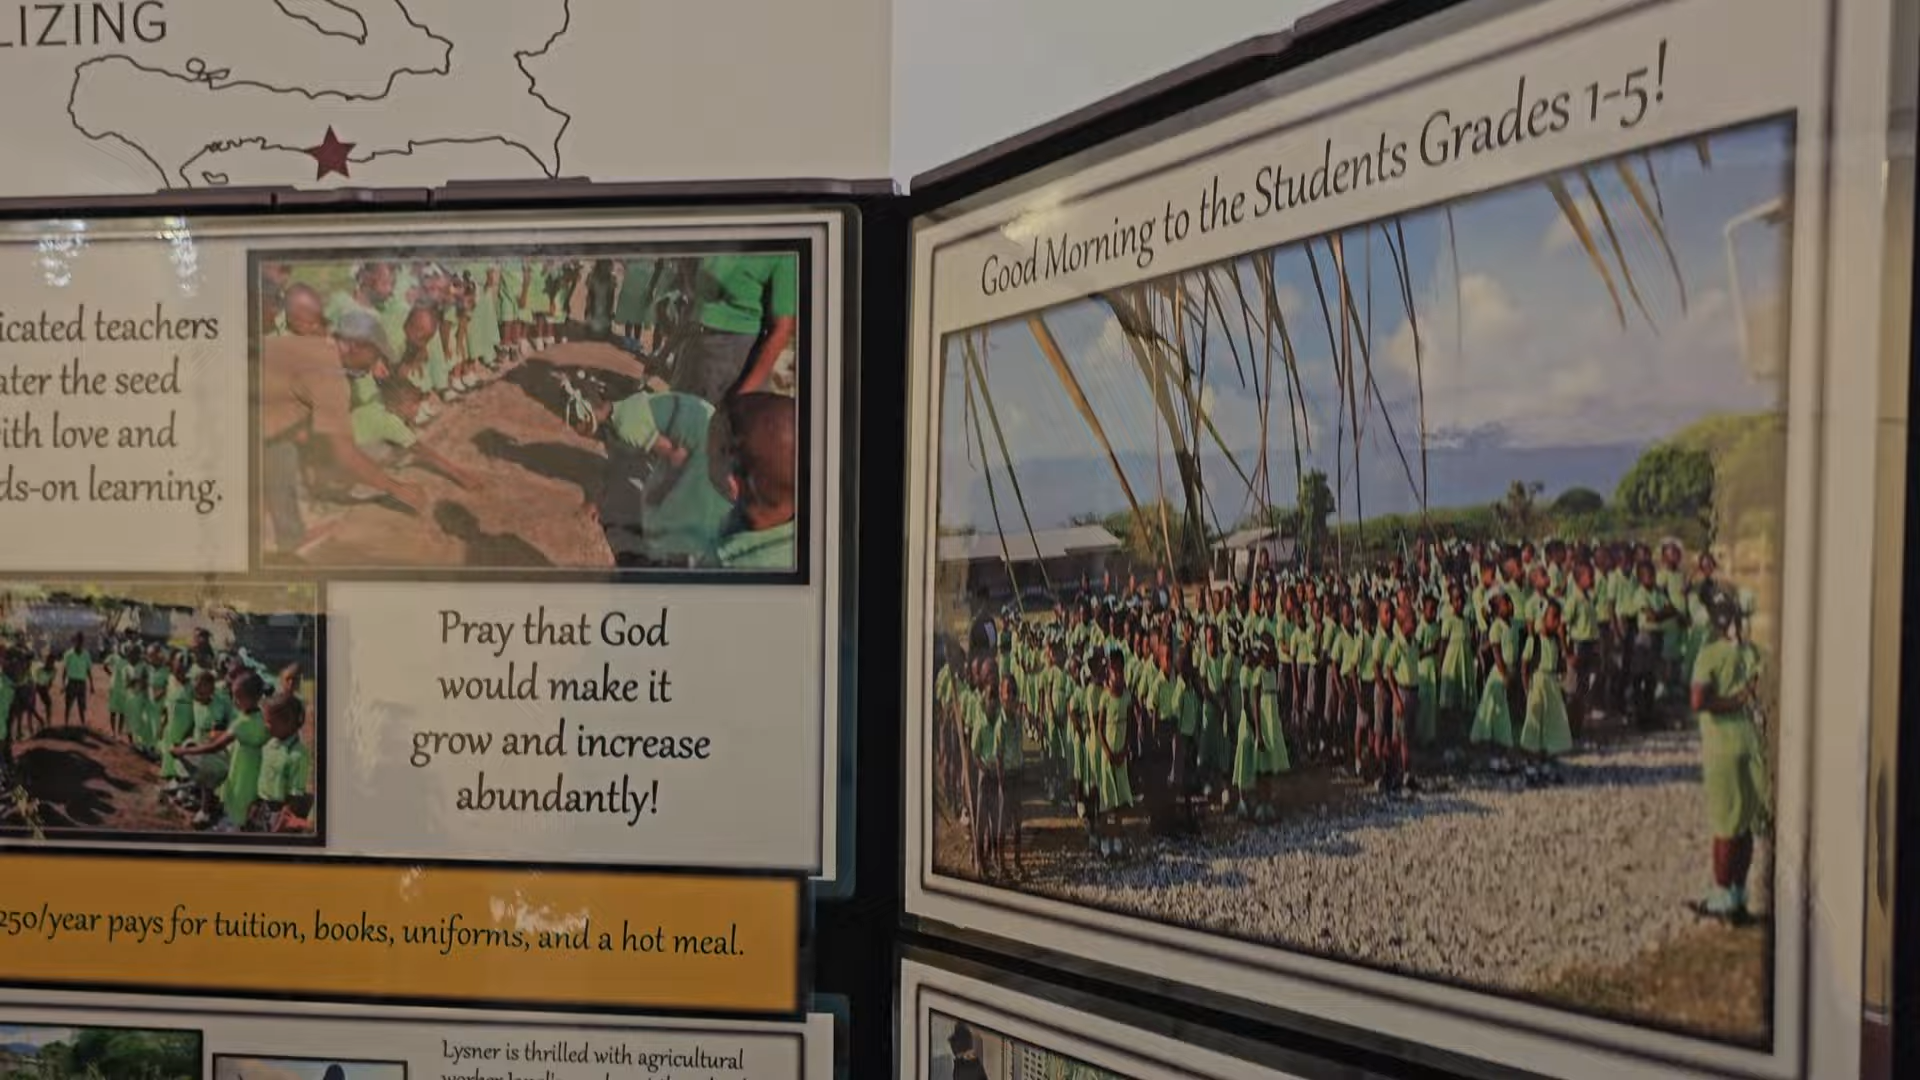 LIZING
Good Morning to the Students Grades 1-5!
icated teachers
ater the seed
ith love and
ds-on learning.
Pray that God
would make it
grow and increase
abundantly!
250/year pays for tuition, books, uniforms, and a hot meal.
Lysner is thrilled with agricultural